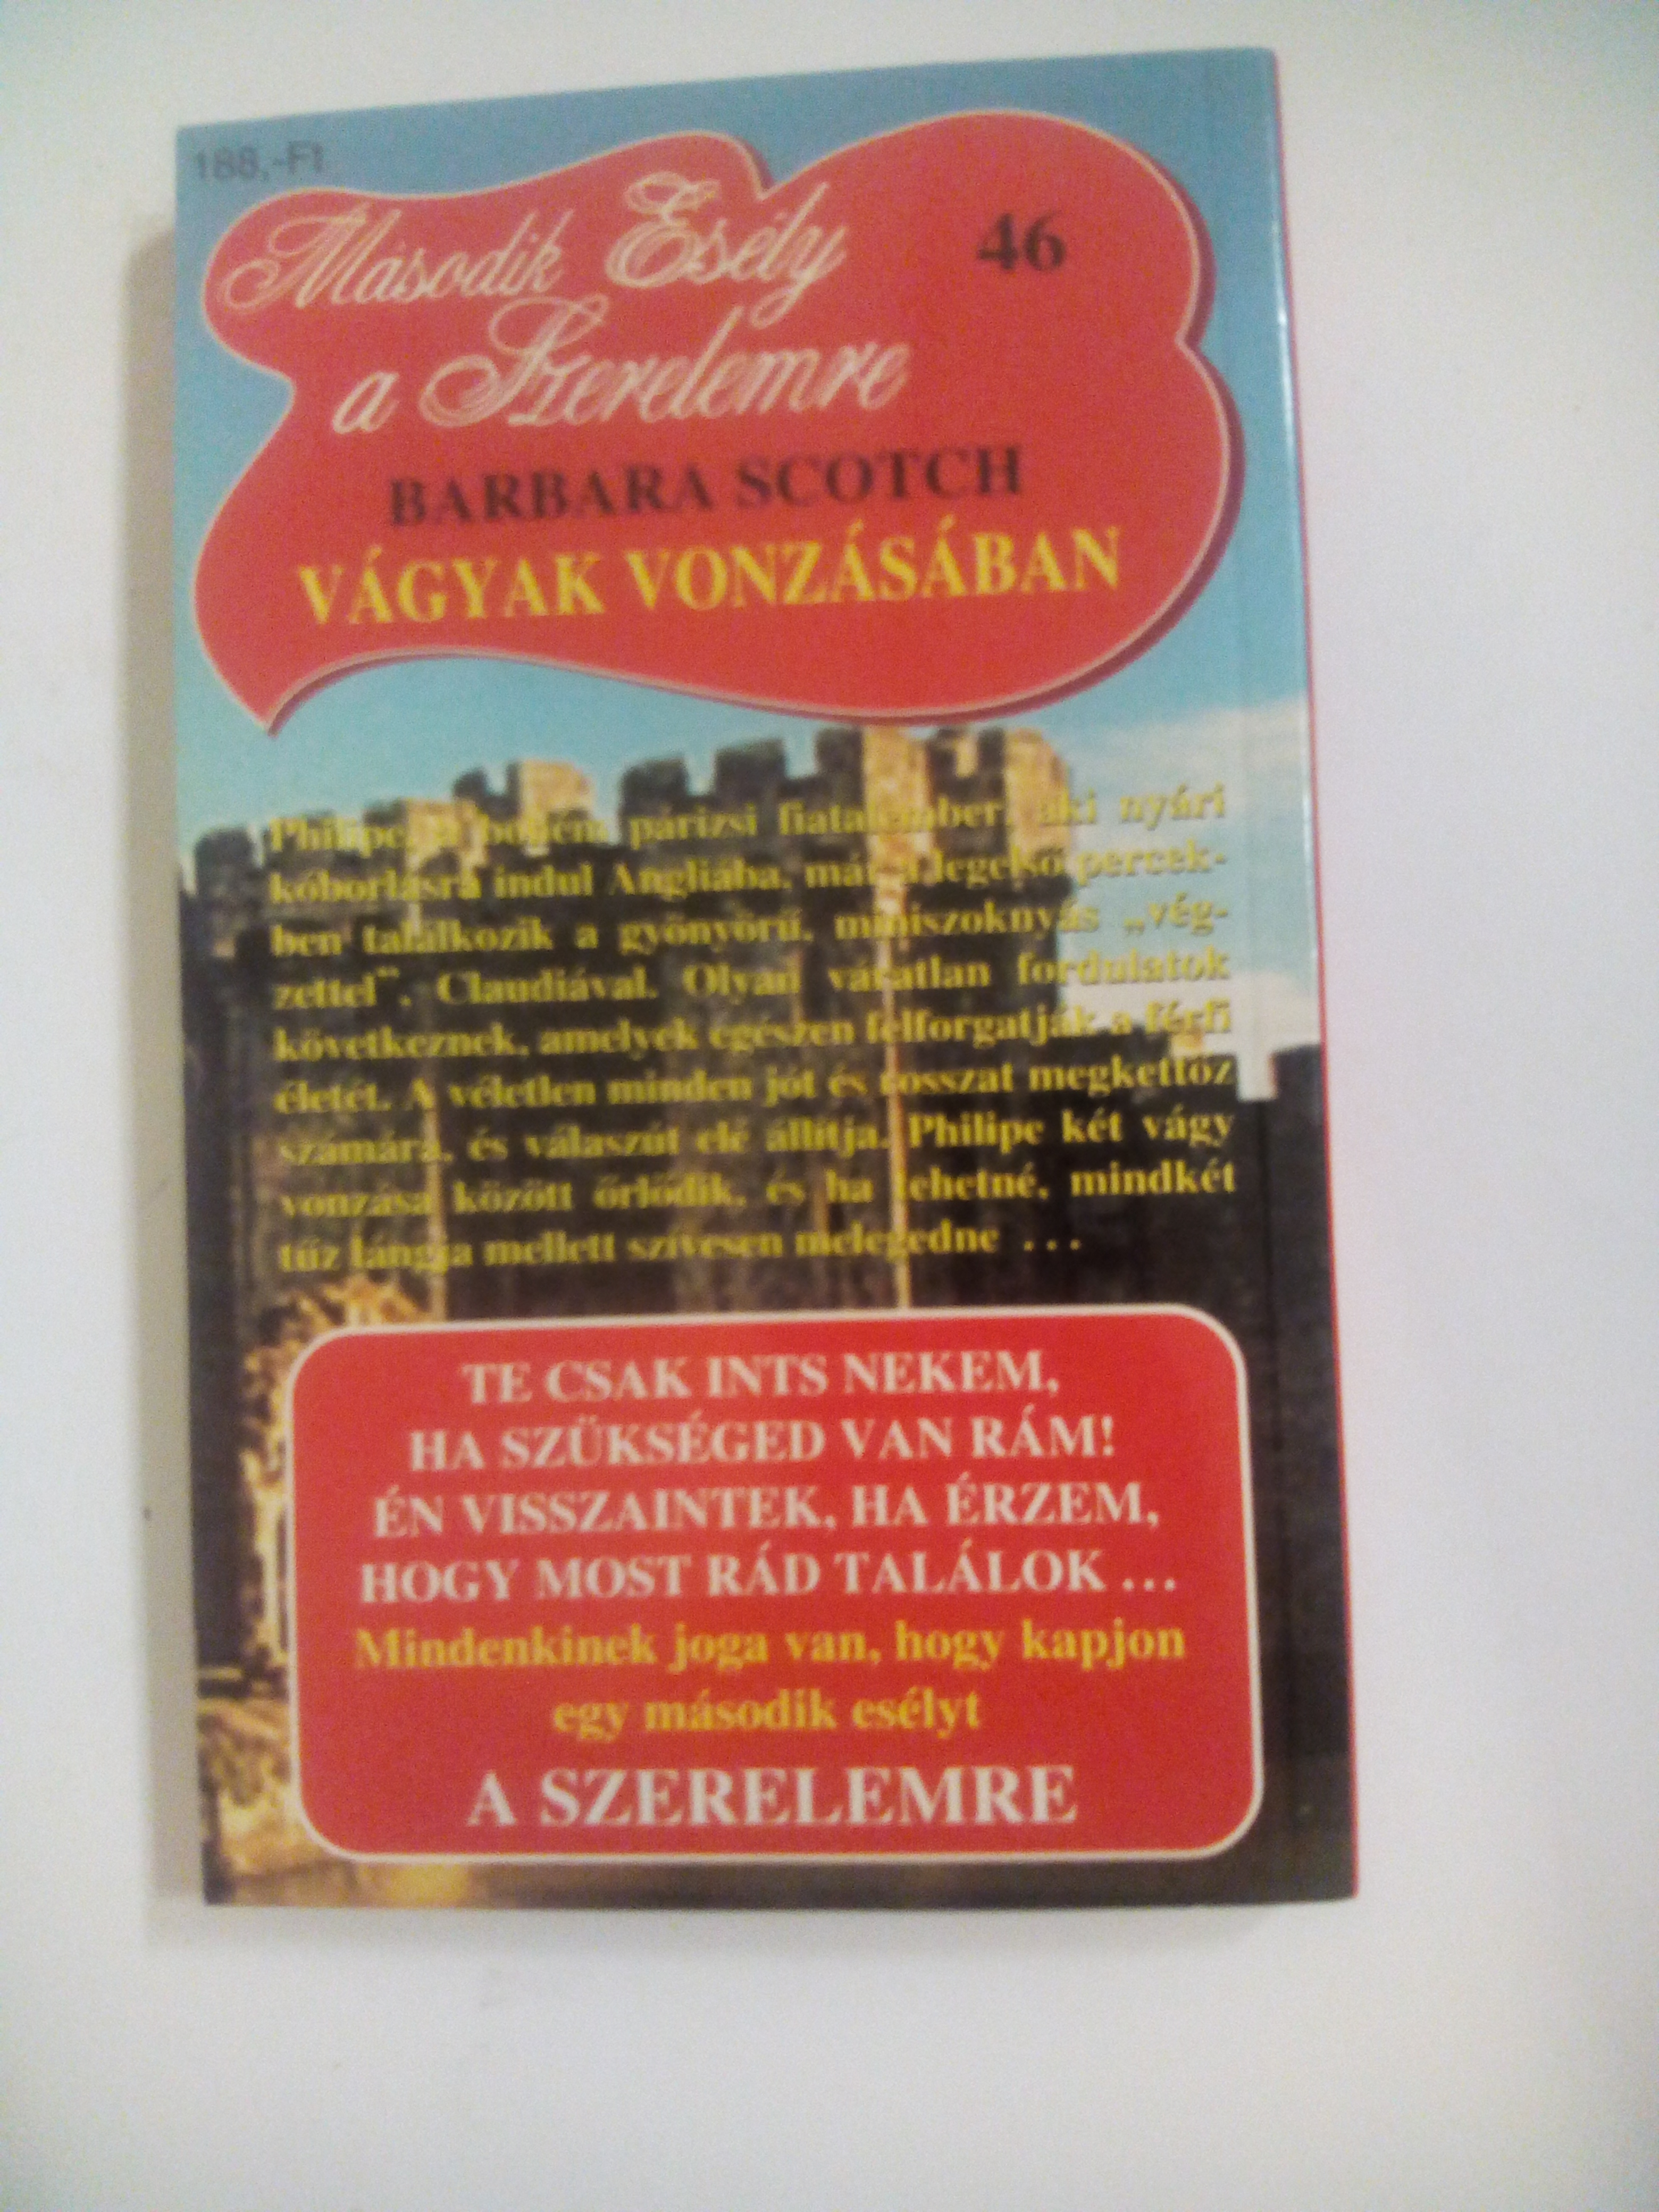 188,-Ft
Második Esély 46
a Szerelemre
BARBARA SCOTCH
VÁGYAK VONZÁSÁBAN
Philipe, a bohém párizsi fiatalember, aki nyári
kóborlásra indul Angliába, már a legelső percek-
ben találkozik a gyönyörű, miniszoknyás „vég-
zettel”, Claudiával. Olyan váratlan fordulatok
következnek, amelyek egészen felforgatják a férfi
életét. A véletlen minden jót és rosszat megkettőz
számára, és válaszút elé állítja. Philipe két vágy
vonzása között őrlődik, és ha lehetné, mindkét
tűz lángja mellett szívesen melegedne ...
TE CSAK INTS NEKEM,
HA SZÜKSÉGED VAN RÁM!
ÉN VISSZAINTEK, HA ÉRZEM,
HOGY MOST RÁD TALÁLOK ...
Mindenkinek joga van, hogy kapjon
egy második esélyt
A SZERELEMRE